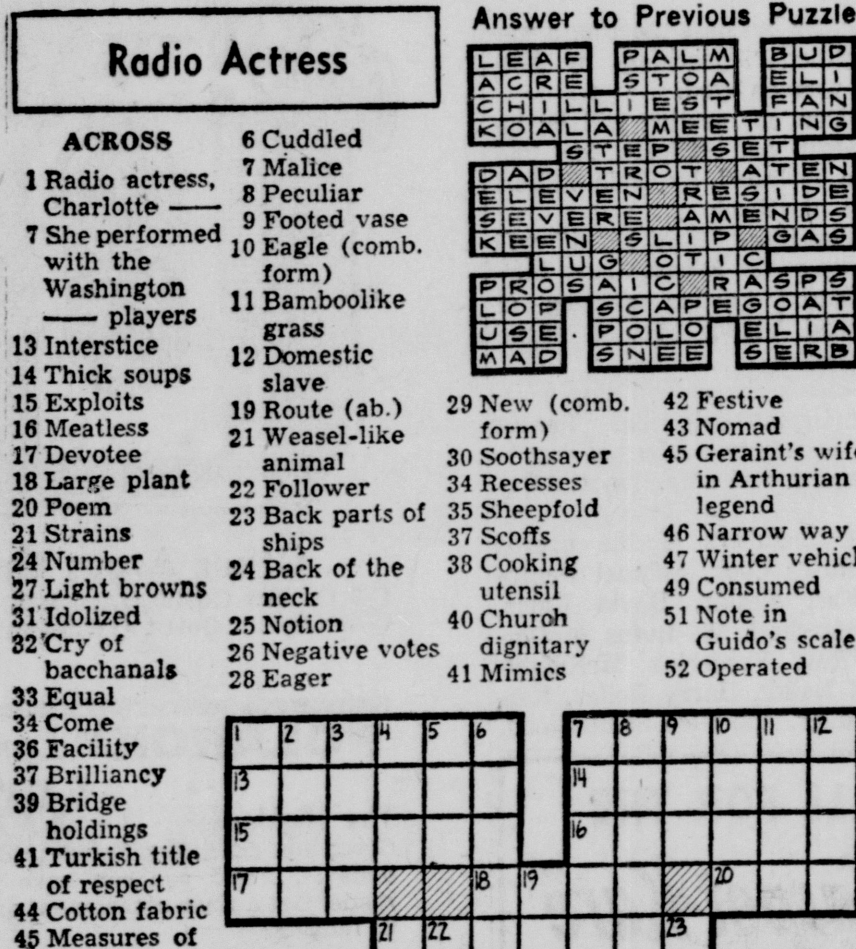 Radio Actress
ACROSS
1 Radio actress,
Charlotte ——
7 She performed
with the
Washington
—— players
13 Interstice
14 Thick soups
15 Exploits
16 Meatless
17 Devotee
18 Large plant
20 Poem
21 Strains
24 Number
27 Light browns
31 Idolized
32 Cry of
bacchanals
33 Equal
34 Come
36 Facility
37 Brilliancy
39 Bridge
holdings
41 Turkish title
of respect
44 Cotton fabric
45 Measures of
6 Cuddled
7 Malice
8 Peculiar
9 Footed vase
10 Eagle (comb.
form)
11 Bamboolike
grass
12 Domestic
slave
19 Route (ab.)
21 Weasel-like
animal
22 Follower
23 Back parts of
ships
24 Back of the
neck
25 Notion
26 Negative votes
28 Eager
Answer to Previous Puzzle
LEAF PALM BUD
ACRE STOA ELI
CHILLIEST FAN
KOALA MEETING
STEP SET
DAD TROT ATEN
ELEVEN RESIDE
SEVERE AMENDS
KEEN SLIP GAS
LUG OTIC
PROSAIC RASPS
LOP SCAPEGOAT
USE POLO ELIA
MAD SNEE SERB
29 New (comb.
form)
30 Soothsayer
34 Recesses
35 Sheepfold
37 Scoffs
38 Cooking
utensil
40 Church
dignitary
41 Mimics
42 Festive
43 Nomad
45 Geraint's wife
in Arthurian
legend
46 Narrow way
47 Winter vehicl
49 Consumed
51 Note in
Guido's scale
52 Operated
1 2 3 4 5 6 7 8 9 10 11 12
13 14
15 16
17 18 19 20
21 22 23